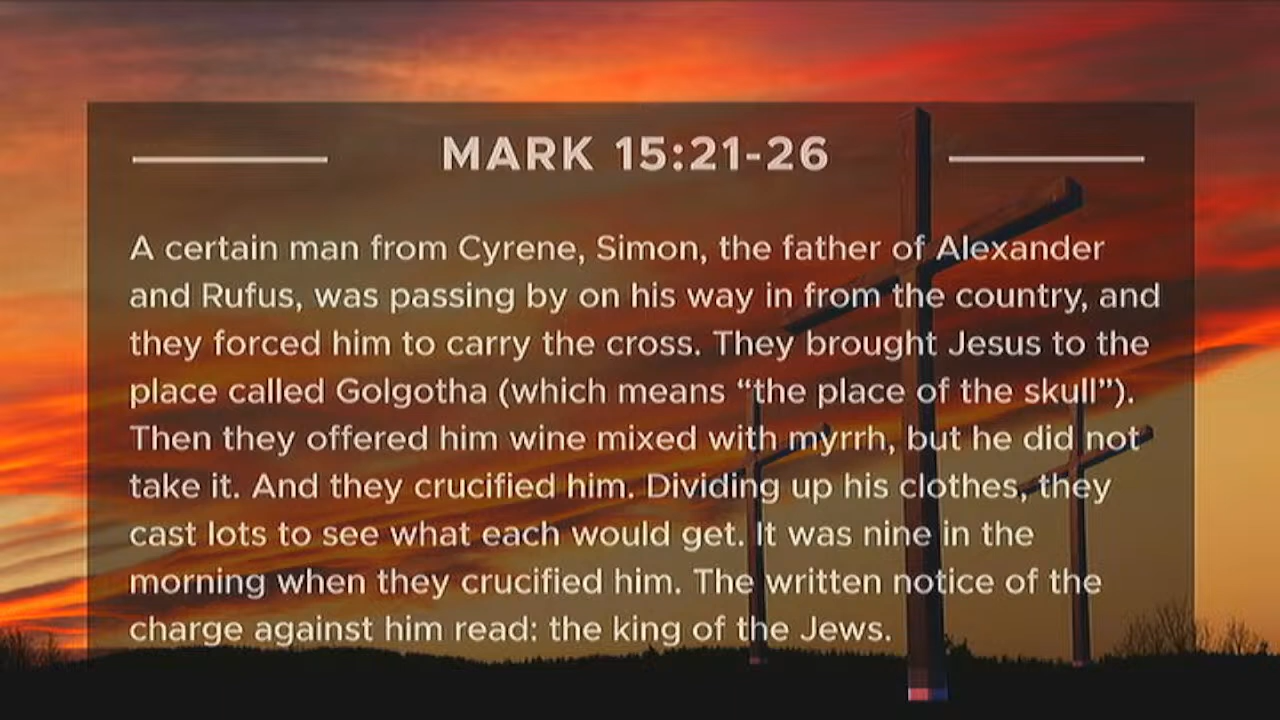 MARK 15:21-26
A certain man from Cyrene, Simon, the father of Alexander
and Rufus, was passing by on his way in from the country, and
they forced him to carry the cross. They brought Jesus to the
place called Golgotha (which means “the place of the skull”).
Then they offered him wine mixed with myrrh, but he did not
take it. And they crucified him. Dividing up his clothes, they
cast lots to see what each would get. It was nine in the
morning when they crucified him. The written notice of the
charge against him read: the king of the Jews.